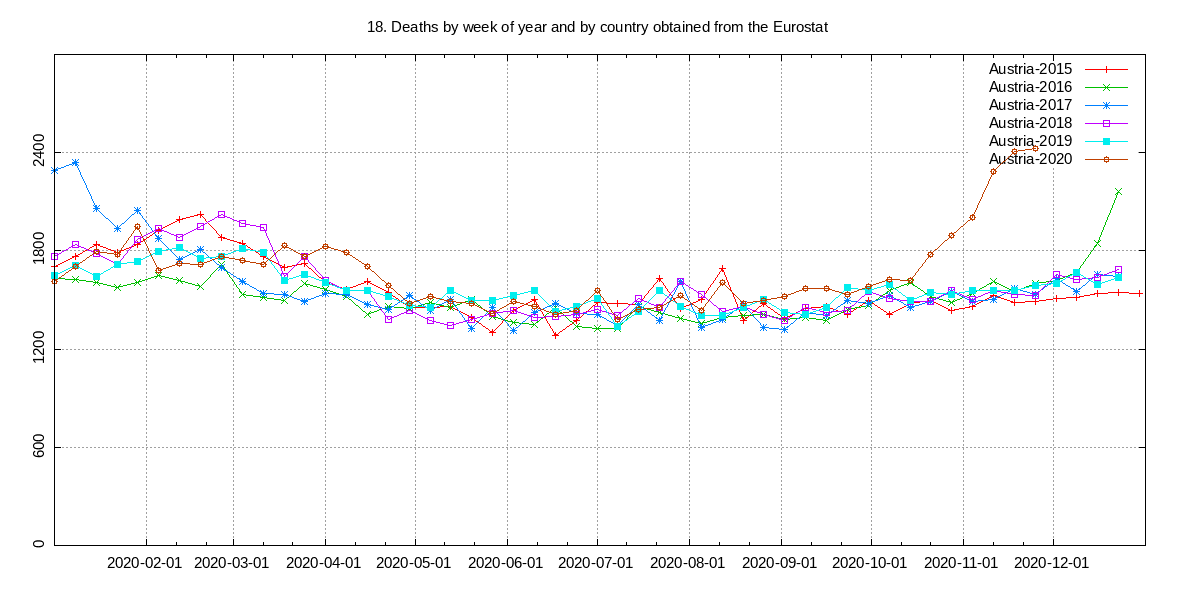 18. Deaths by week of year and by country obtained from the Eurostat
Austria-2015
Austria-2016
Austria-2017
Austria-2018
Austria-2019
Austria-2020
2400
1800
1200
600
0
2020-02-01 2020-03-01 2020-04-01 2020-05-01 2020-06-01 2020-07-01 2020-08-01 2020-09-01 2020-10-01 2020-11-01 2020-12-01